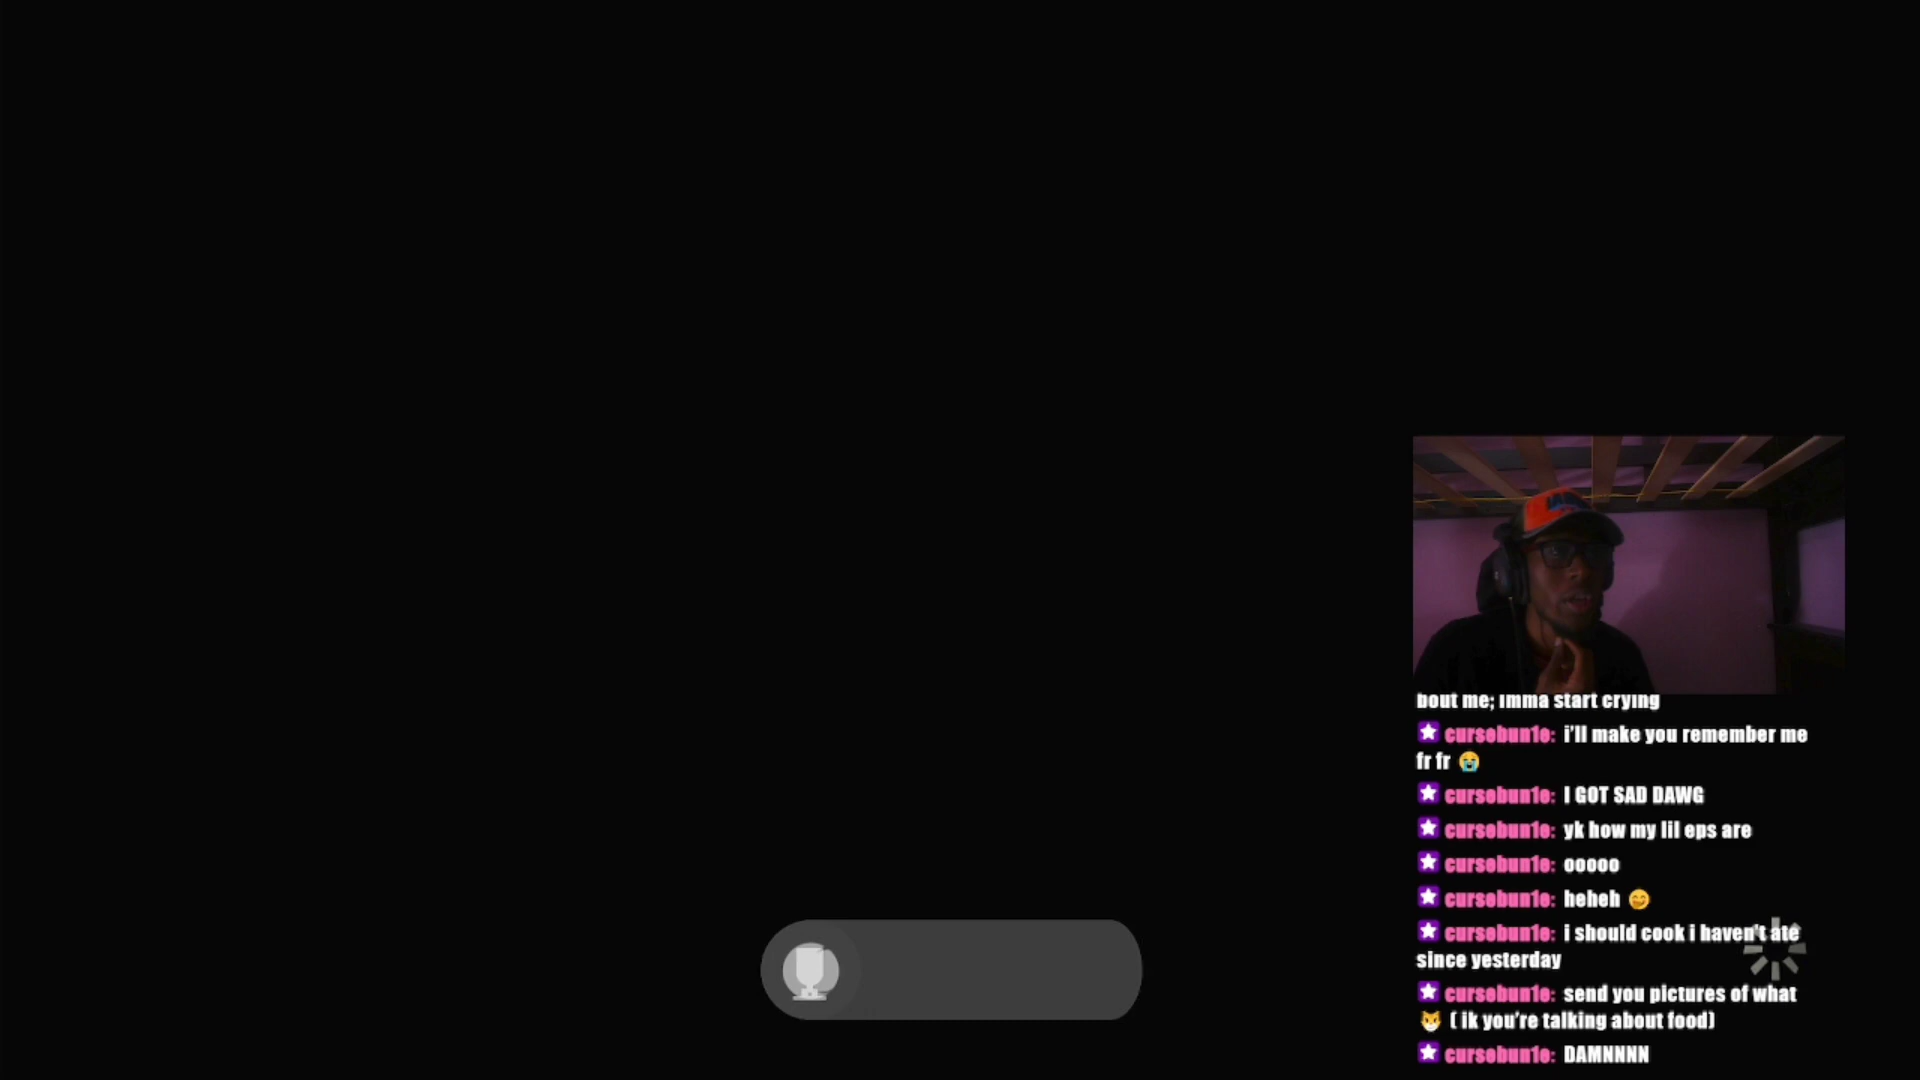 bout me; imma start crying
cursebun1e: i'll make you remember me
fr fr 😭
cursebun1e: I GOT SAD DAWG
cursebun1e: yk how my lil eps are
cursebun1e: ooooo
cursebun1e: heheh 😊
cursebun1e: i should cook i haven't ate
since yesterday
cursebun1e: send you pictures of what
🐱 ( ik you're talking about food)
cursebun1e: DAMNNNN